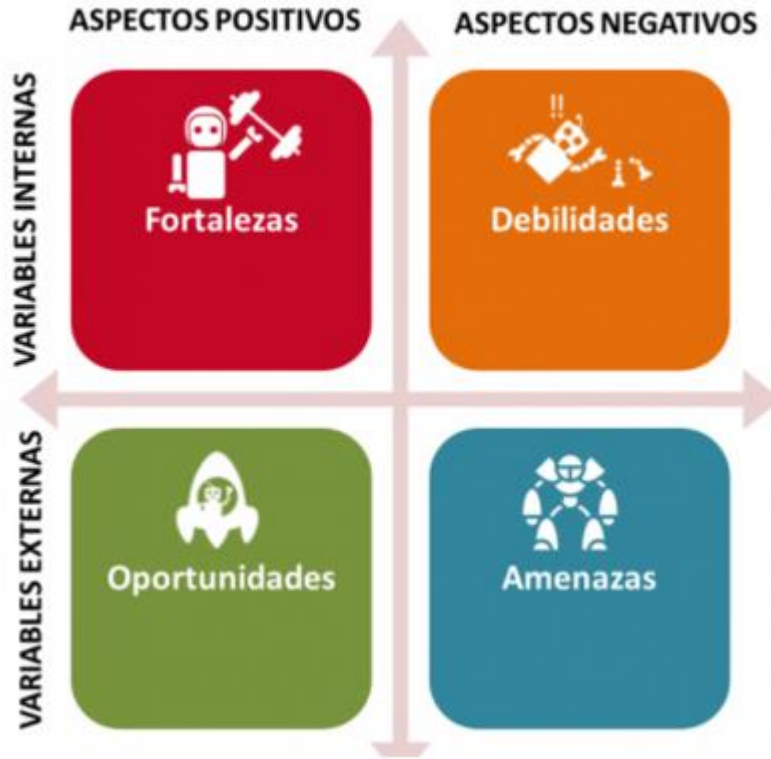 ASPECTOS POSITIVOS
ASPECTOS NEGATIVOS
VARIABLES INTERNAS
!!
Fortalezas
Debilidades
VARIABLES EXTERNAS
Oportunidades
Amenazas